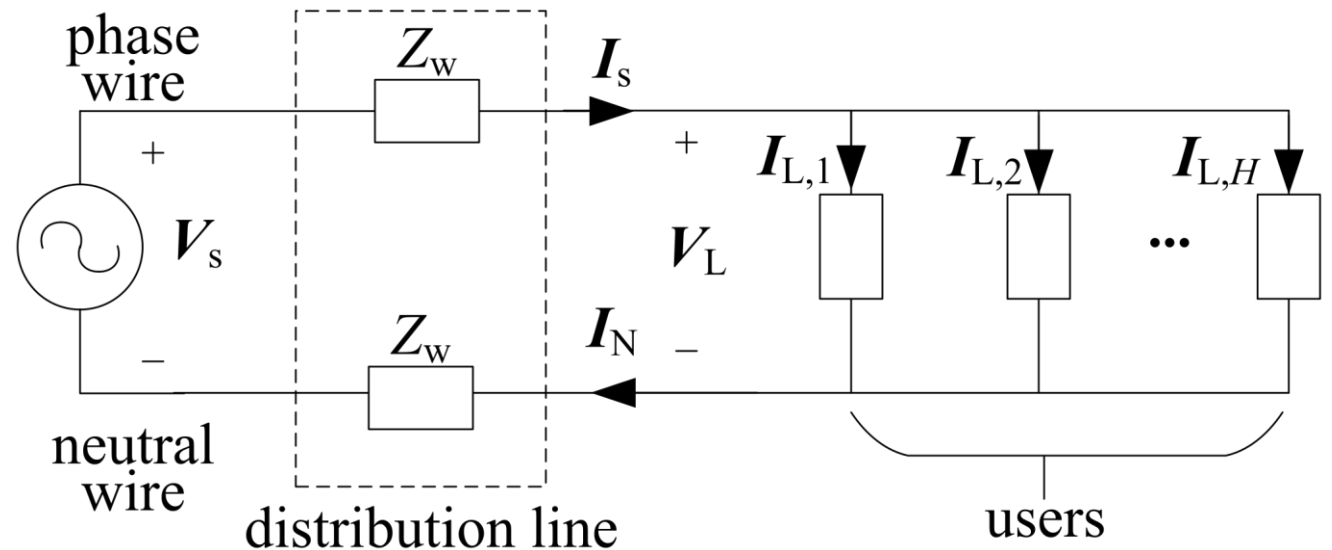 phase
wire
Z_w
I_s
+
+
I_L,1
I_L,2
I_L,H
V_s
V_L
...
Z_w
I_N
−
−
neutral
wire
distribution line
users